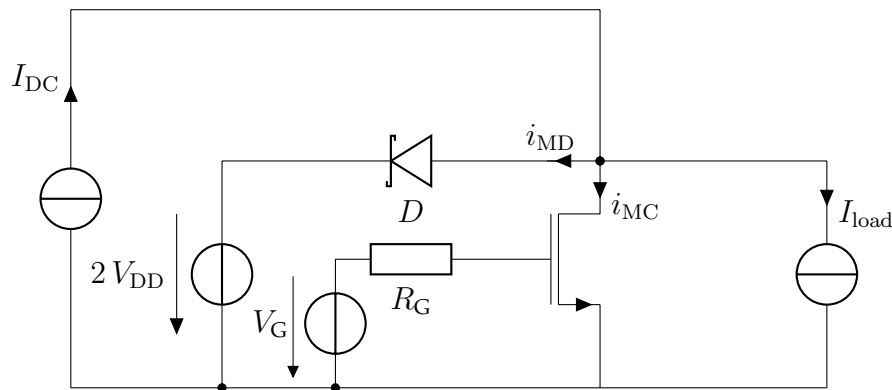 I_DC
i_MD
D
i_MC
I_load
2 V_DD
R_G
V_G